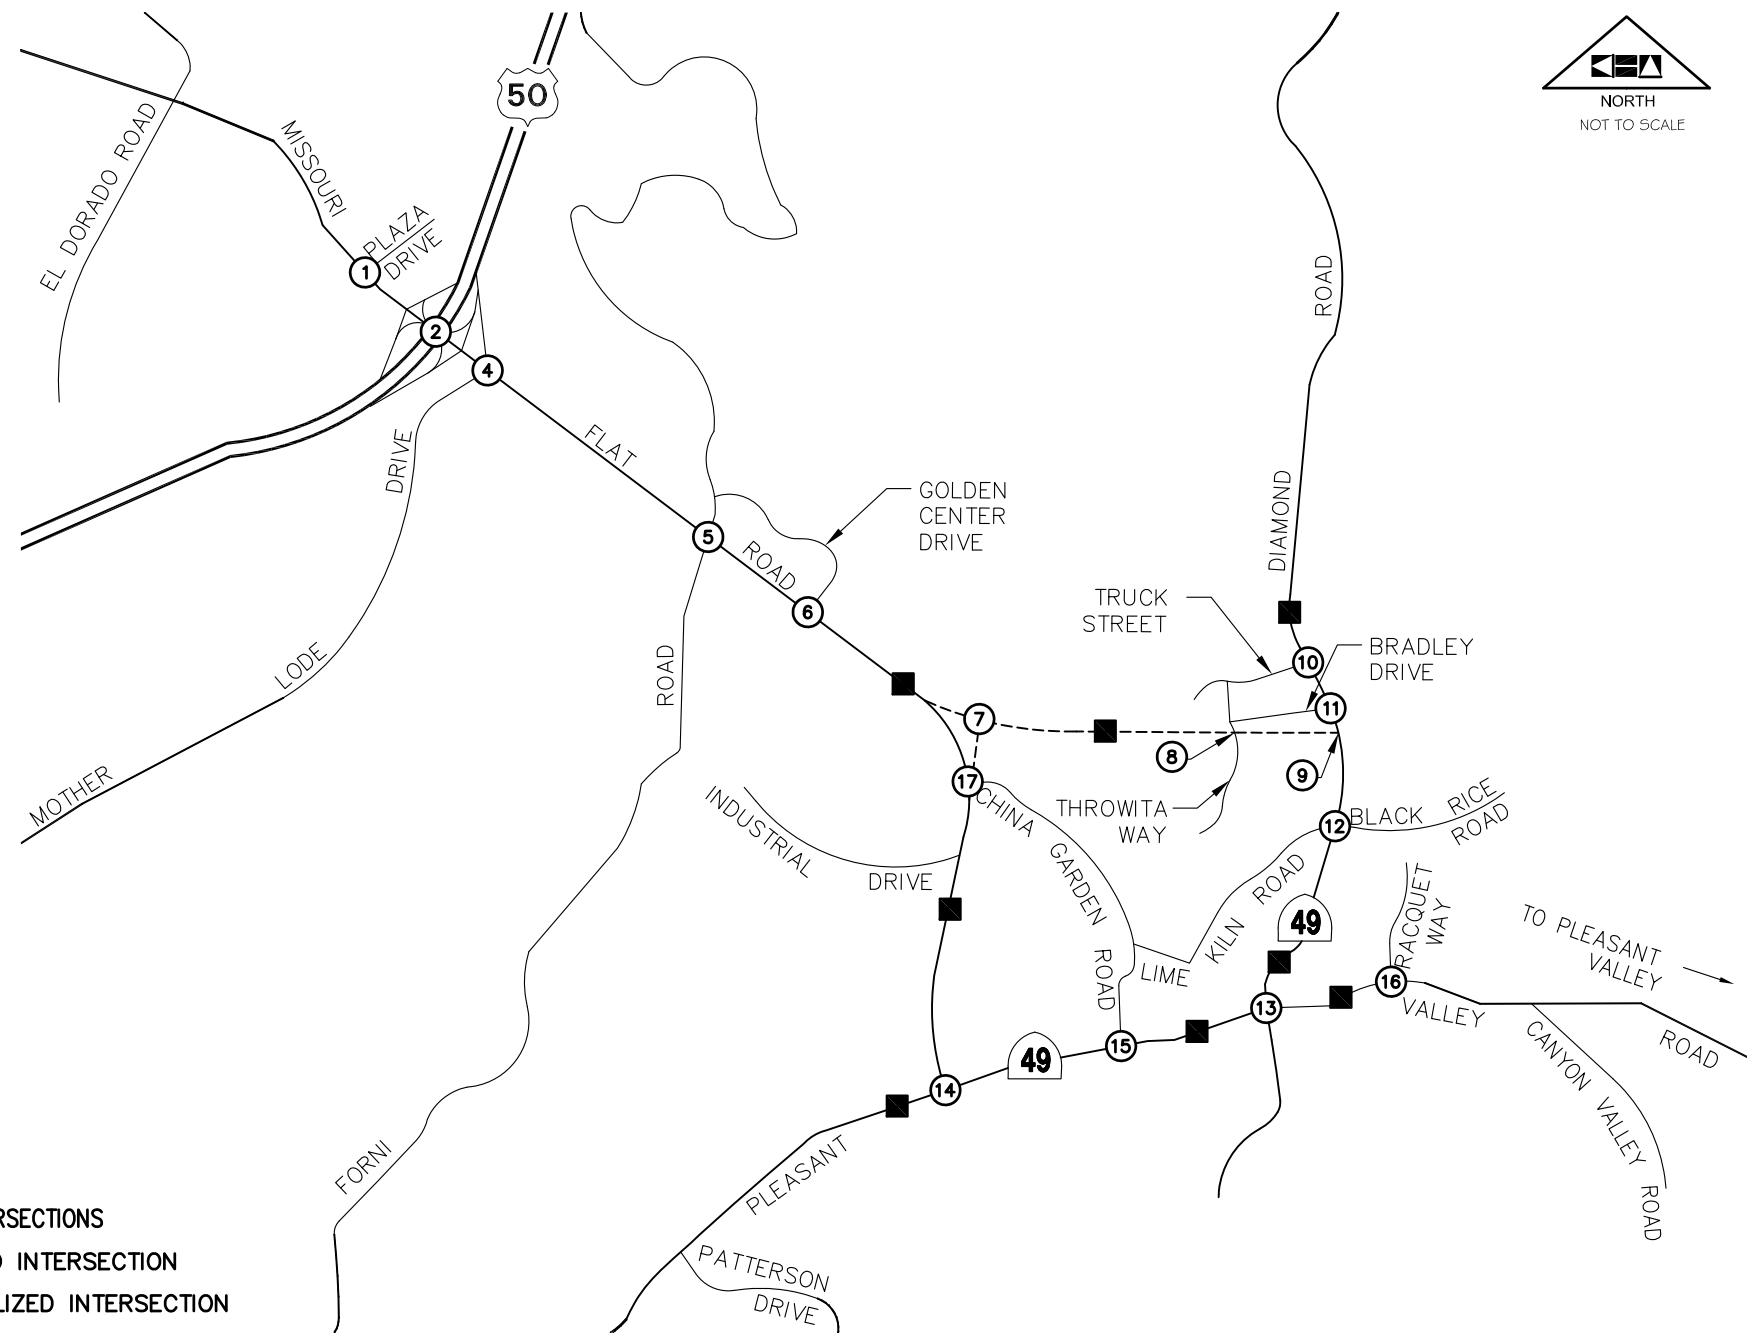 50
NORTH
NOT TO SCALE
EL DORADO ROAD
MISSOURI
PLAZA
DRIVE
1
2
4
FLAT
DRIVE
ROAD
DIAMOND
GOLDEN
CENTER
DRIVE
5
ROAD
6
TRUCK
STREET
BRADLEY
DRIVE
10
11
7
8
9
LODE
ROAD
MOTHER
17
THROWITA
WAY
12
BLACK
RICE
ROAD
INDUSTRIAL
DRIVE
CHINA
GARDEN
ROAD
LIME
KILN
ROAD
49
RACQUET
WAY
TO PLEASANT
VALLEY
16
13
VALLEY
ROAD
15
49
14
CANYON VALLEY ROAD
FORNI
PLEASANT
PATTERSON
DRIVE
RSECTIONS
INTERSECTION
LIZED INTERSECTION